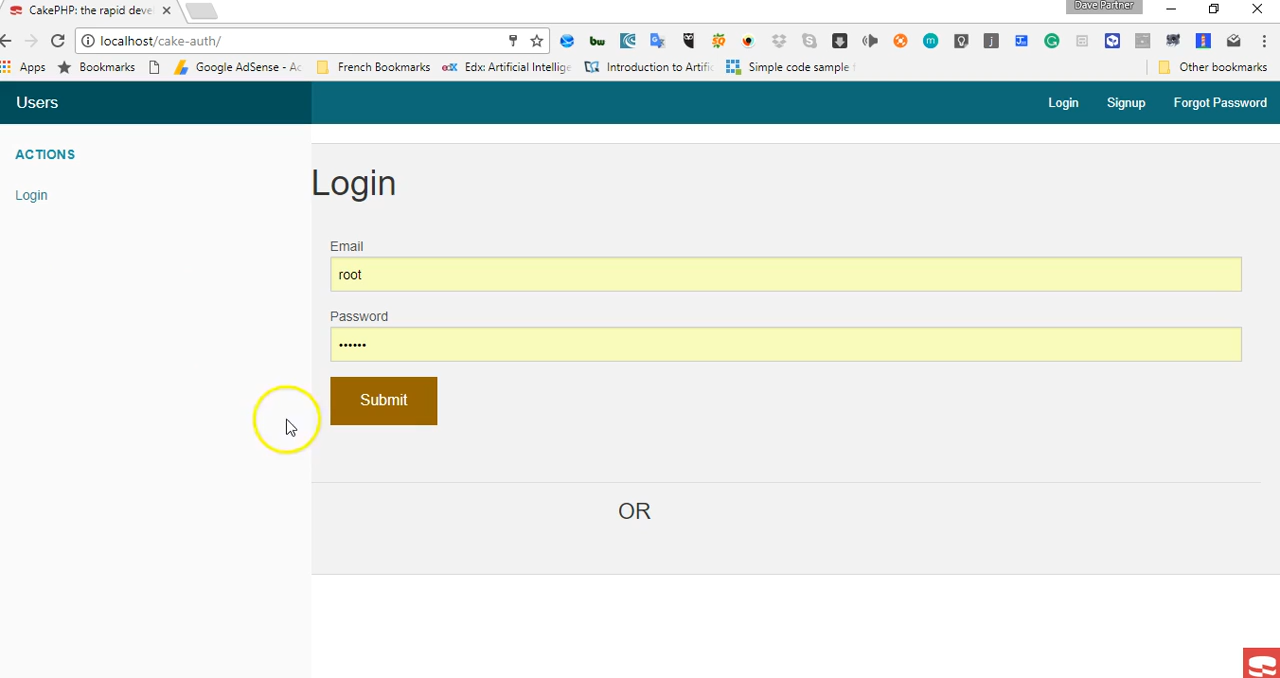 CakePHP: the rapid deve
Dave Partner
localhost/cake-auth/
Apps Bookmarks Google AdSense - Ac French Bookmarks Edx: Artificial Intellige Introduction to Artific Simple code sample f Other bookmarks
Users Login Signup Forgot Password
ACTIONS
Login
Login
Email
root
Password
••••••
Submit
OR